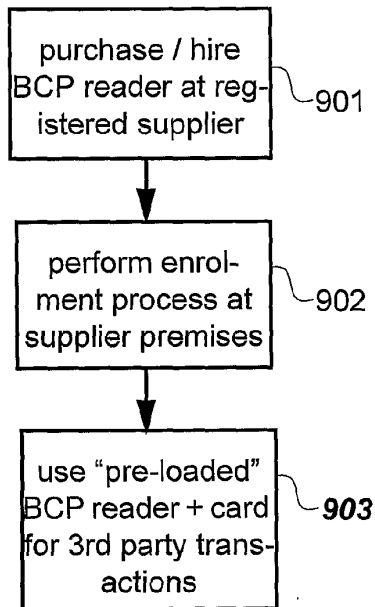 purchase / hire
BCP reader at reg-
istered supplier
901
perform enrol-
ment process at
supplier premises
902
use “pre-loaded”
BCP reader + card
for 3rd party trans-
actions
903